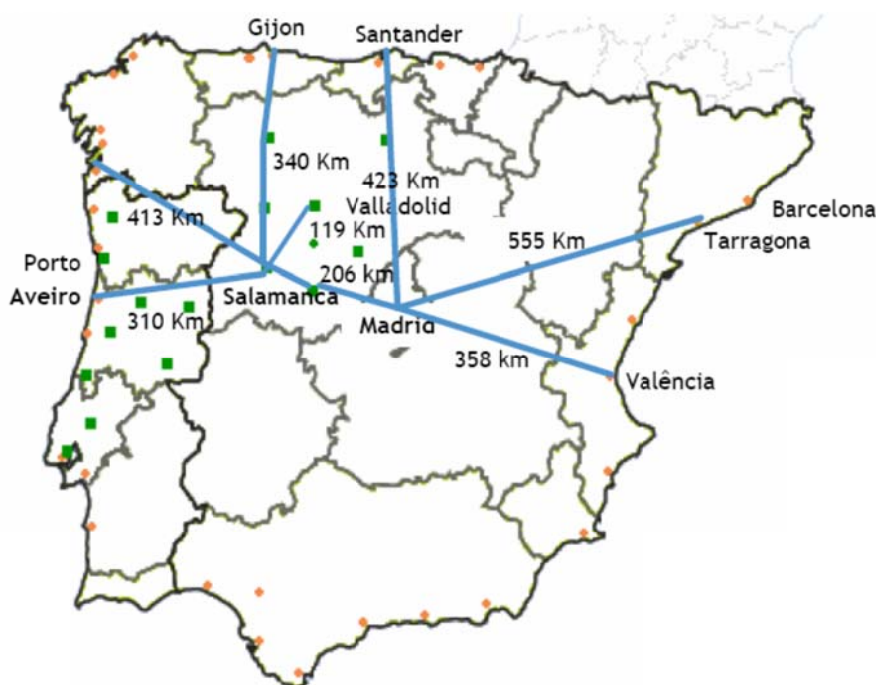 Gijon
Santander
340 Km
423 Km
413 Km
Valladolid
119 Km
Barcelona
555 Km
Tarragona
Porto
206 km
Aveiro
Salamanca
310 Km
Madrid
358 km
Valência